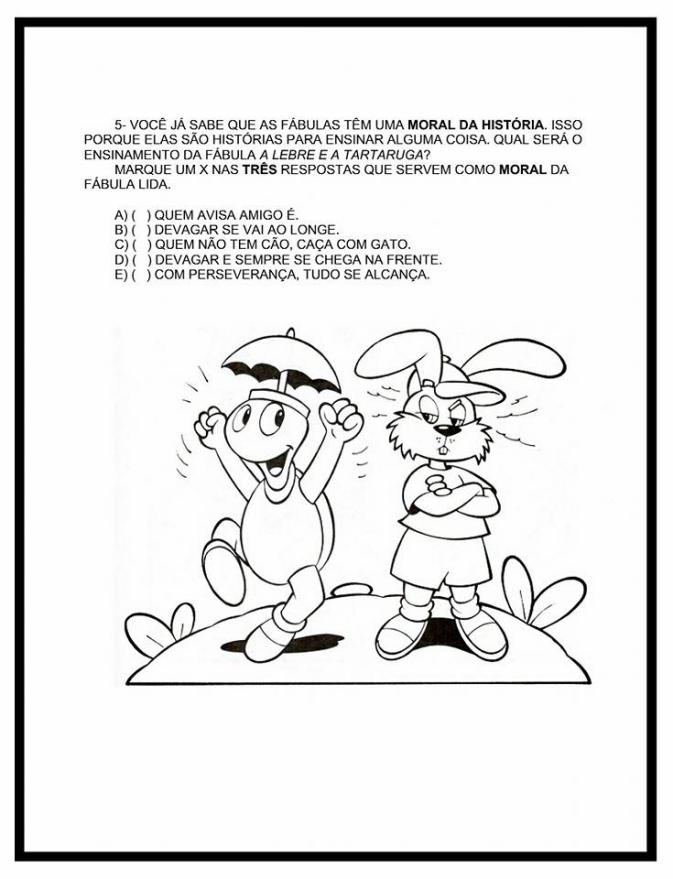 5- VOCÊ JÁ SABE QUE AS FÁBULAS TÊM UMA MORAL DA HISTÓRIA. ISSO
PORQUE ELAS SÃO HISTÓRIAS PARA ENSINAR ALGUMA COISA. QUAL SERÁ O
ENSINAMENTO DA FÁBULA A LEBRE E A TARTARUGA?
MARQUE UM X NAS TRÊS RESPOSTAS QUE SERVEM COMO MORAL DA
FÁBULA LIDA.
A) ( ) QUEM AVISA AMIGO É.
B) ( ) DEVAGAR SE VAI AO LONGE.
C) ( ) QUEM NÃO TEM CÃO, CAÇA COM GATO.
D) ( ) DEVAGAR E SEMPRE SE CHEGA NA FRENTE.
E) ( ) COM PERSEVERANÇA, TUDO SE ALCANÇA.